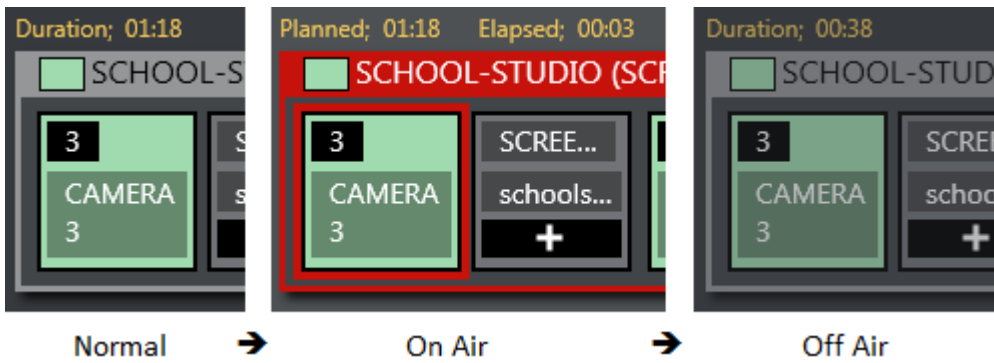 Duration; 01:18
SCHOOL-S
3
S
CAMERA
3
s
Planned; 01:18 Elapsed; 00:03
SCHOOL-STUDIO (SCR
3
SCREE...
CAMERA
3
schools...
+
Duration; 00:38
SCHOOL-STUD
3
SCREE
CAMERA
3
schoo
+
Normal ➔ On Air ➔ Off Air